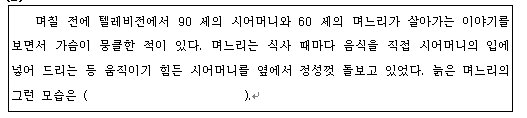 며칠 전에 텔레비전에서 90 세의 시어머니와 60 세의 며느리가 살아가는 이야기를
보면서 가슴이 뭉클한 적이 있다. 며느리는 식사 때마다 음식을 직접 시어머니의 입에
넣어 드리는 등 움직이기 힘든 시어머니를 옆에서 정성껏 돌보고 있었다. 늙은 며느리의
그런 모습은 (                    ).↵